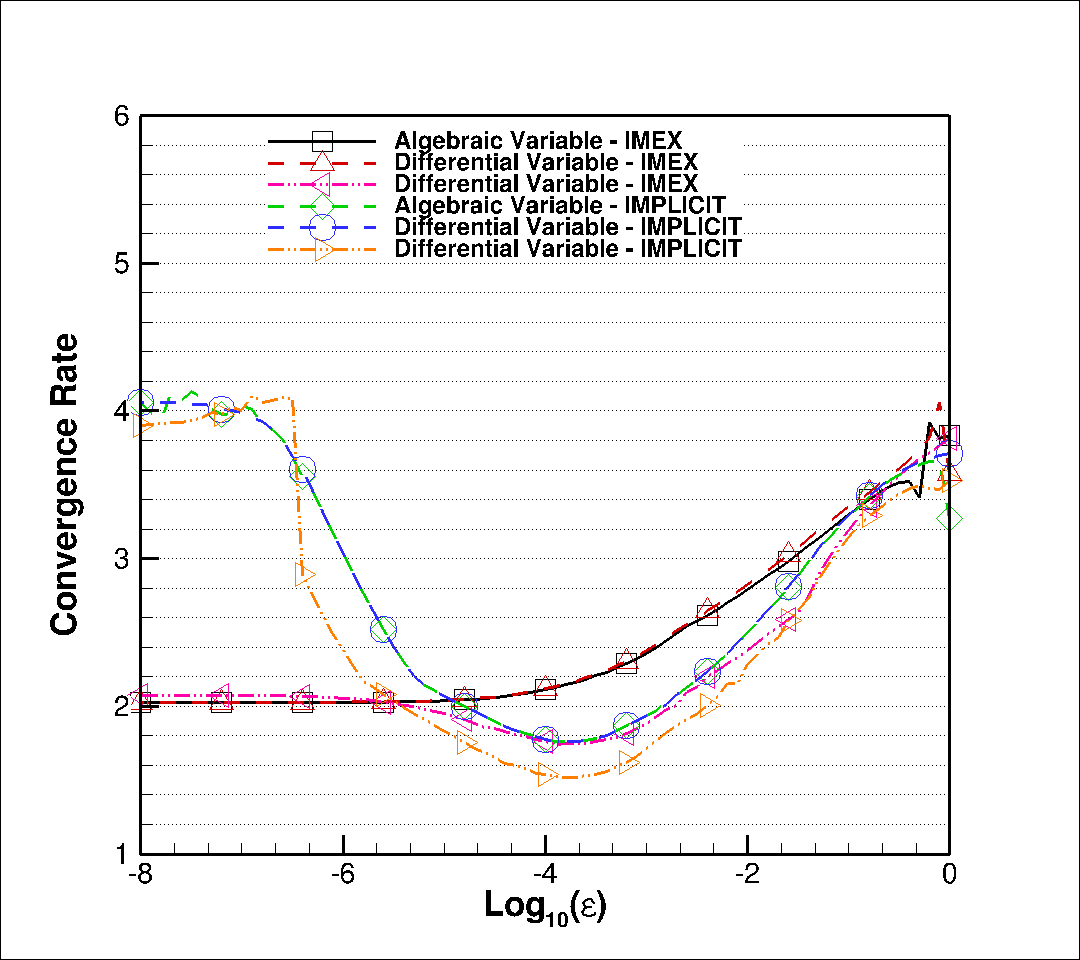 6
Algebraic Variable - IMEX
Differential Variable - IMEX
Differential Variable - IMEX
Algebraic Variable - IMPLICIT
Differential Variable - IMPLICIT
Differential Variable - IMPLICIT
5
4
3
2
1
Convergence Rate
-8 -6 -4 -2 0
Log₁₀(ε)